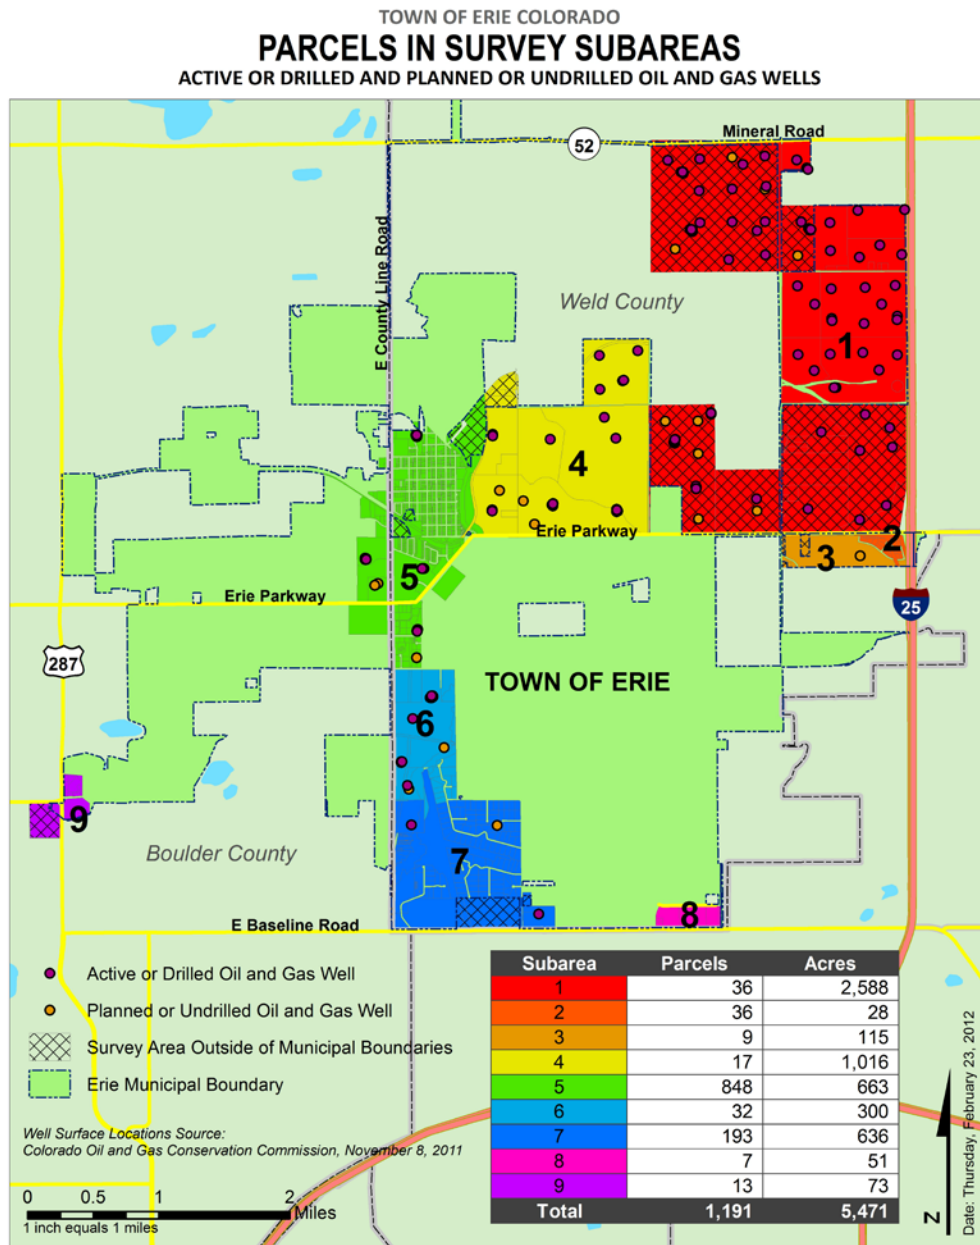 TOWN OF ERIE COLORADO
PARCELS IN SURVEY SUBAREAS
ACTIVE OR DRILLED AND PLANNED OR UNDRILLED OIL AND GAS WELLS
Mineral Road
52
E County Line Road
Weld County
1
4
2
Erie Parkway
3
5
Erie Parkway
25
287
TOWN OF ERIE
6
9
Boulder County
7
8
E Baseline Road
Active or Drilled Oil and Gas Well
Planned or Undrilled Oil and Gas Well
Survey Area Outside of Municipal Boundaries
Erie Municipal Boundary
Well Surface Locations Source:
Colorado Oil and Gas Conservation Commission, November 8, 2011
0 0.5 1 2
Miles
1 inch equals 1 miles
Subarea Parcels Acres
1 36 2,588
2 36 28
3 9 115
4 17 1,016
5 848 663
6 32 300
7 193 636
8 7 51
9 13 73
Total 1,191 5,471
N
Date: Thursday, February 23, 2012